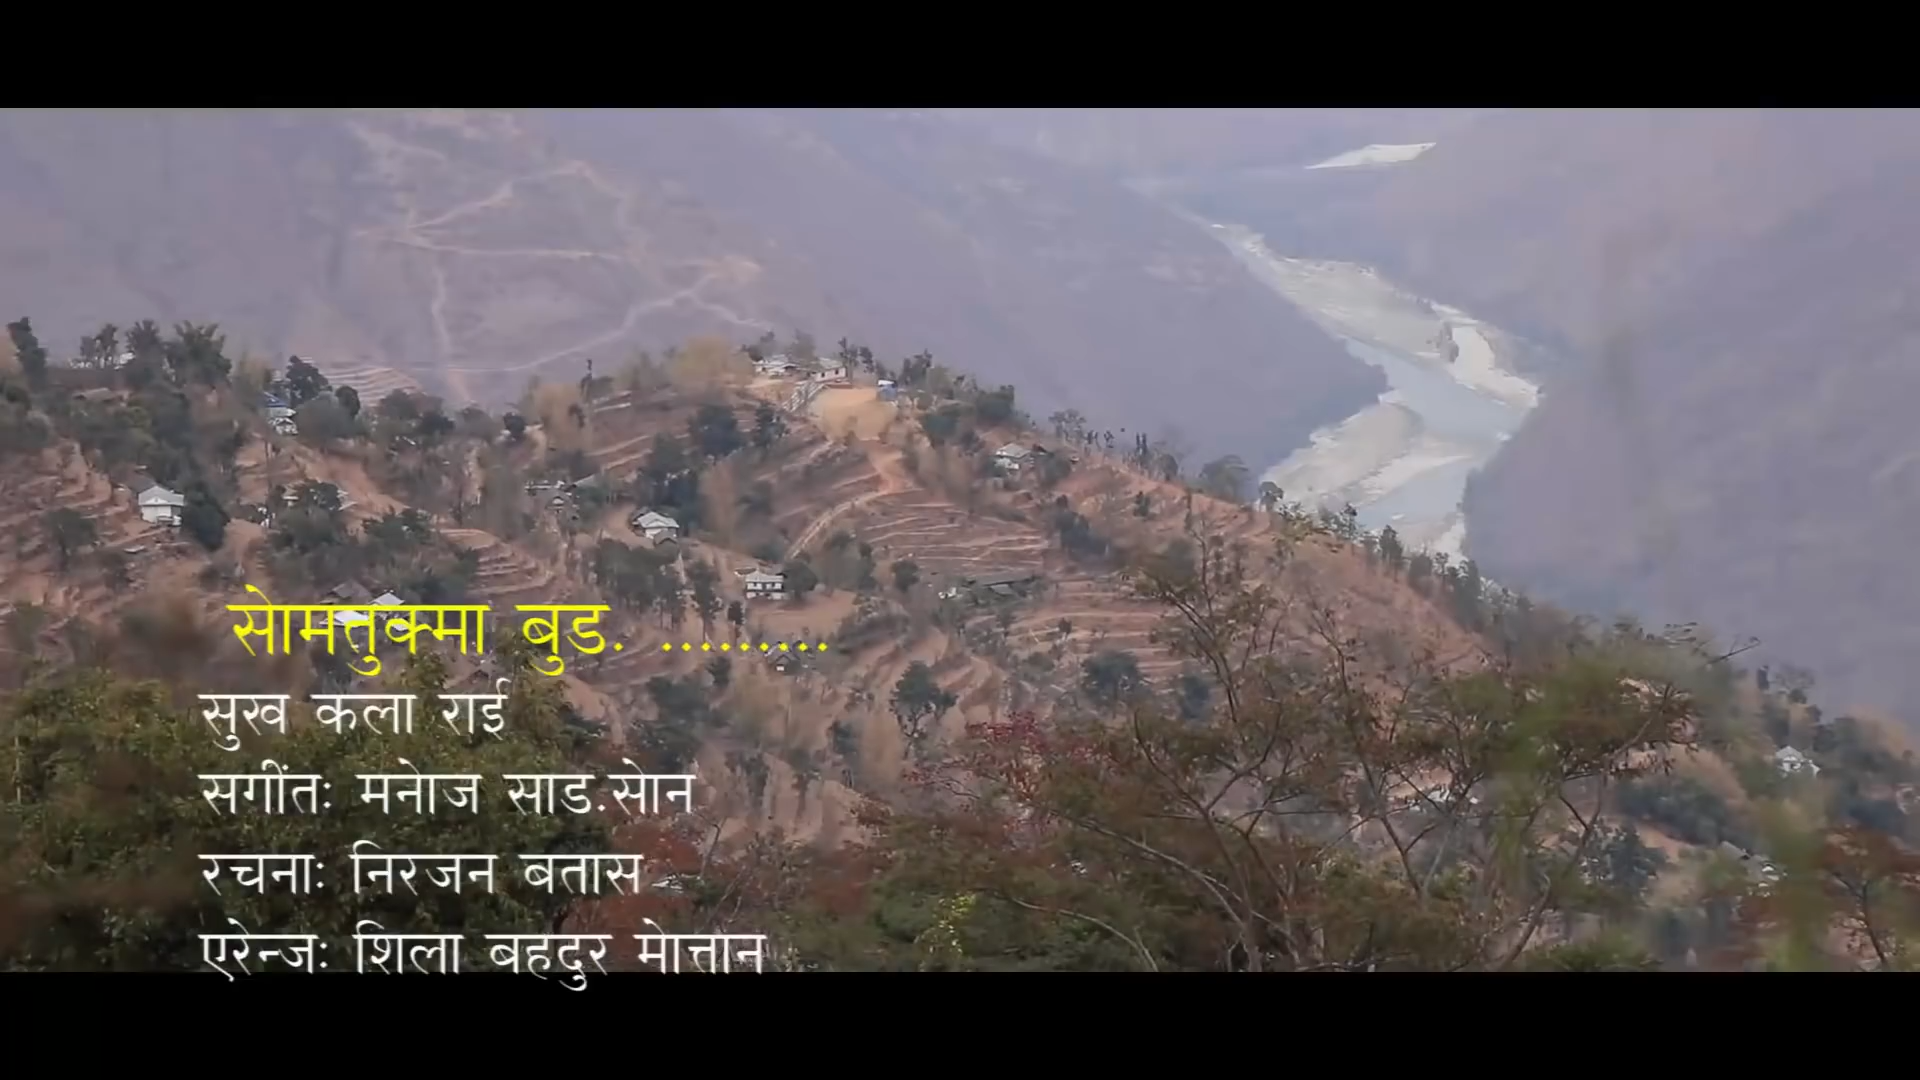 सोमत्तुक्मा बुड. .........
सुख कला राई
सगींतः मनोज साड.सोन
रचनाः निरजन बतास
एरेन्जः शिला बहदुर मोत्तान